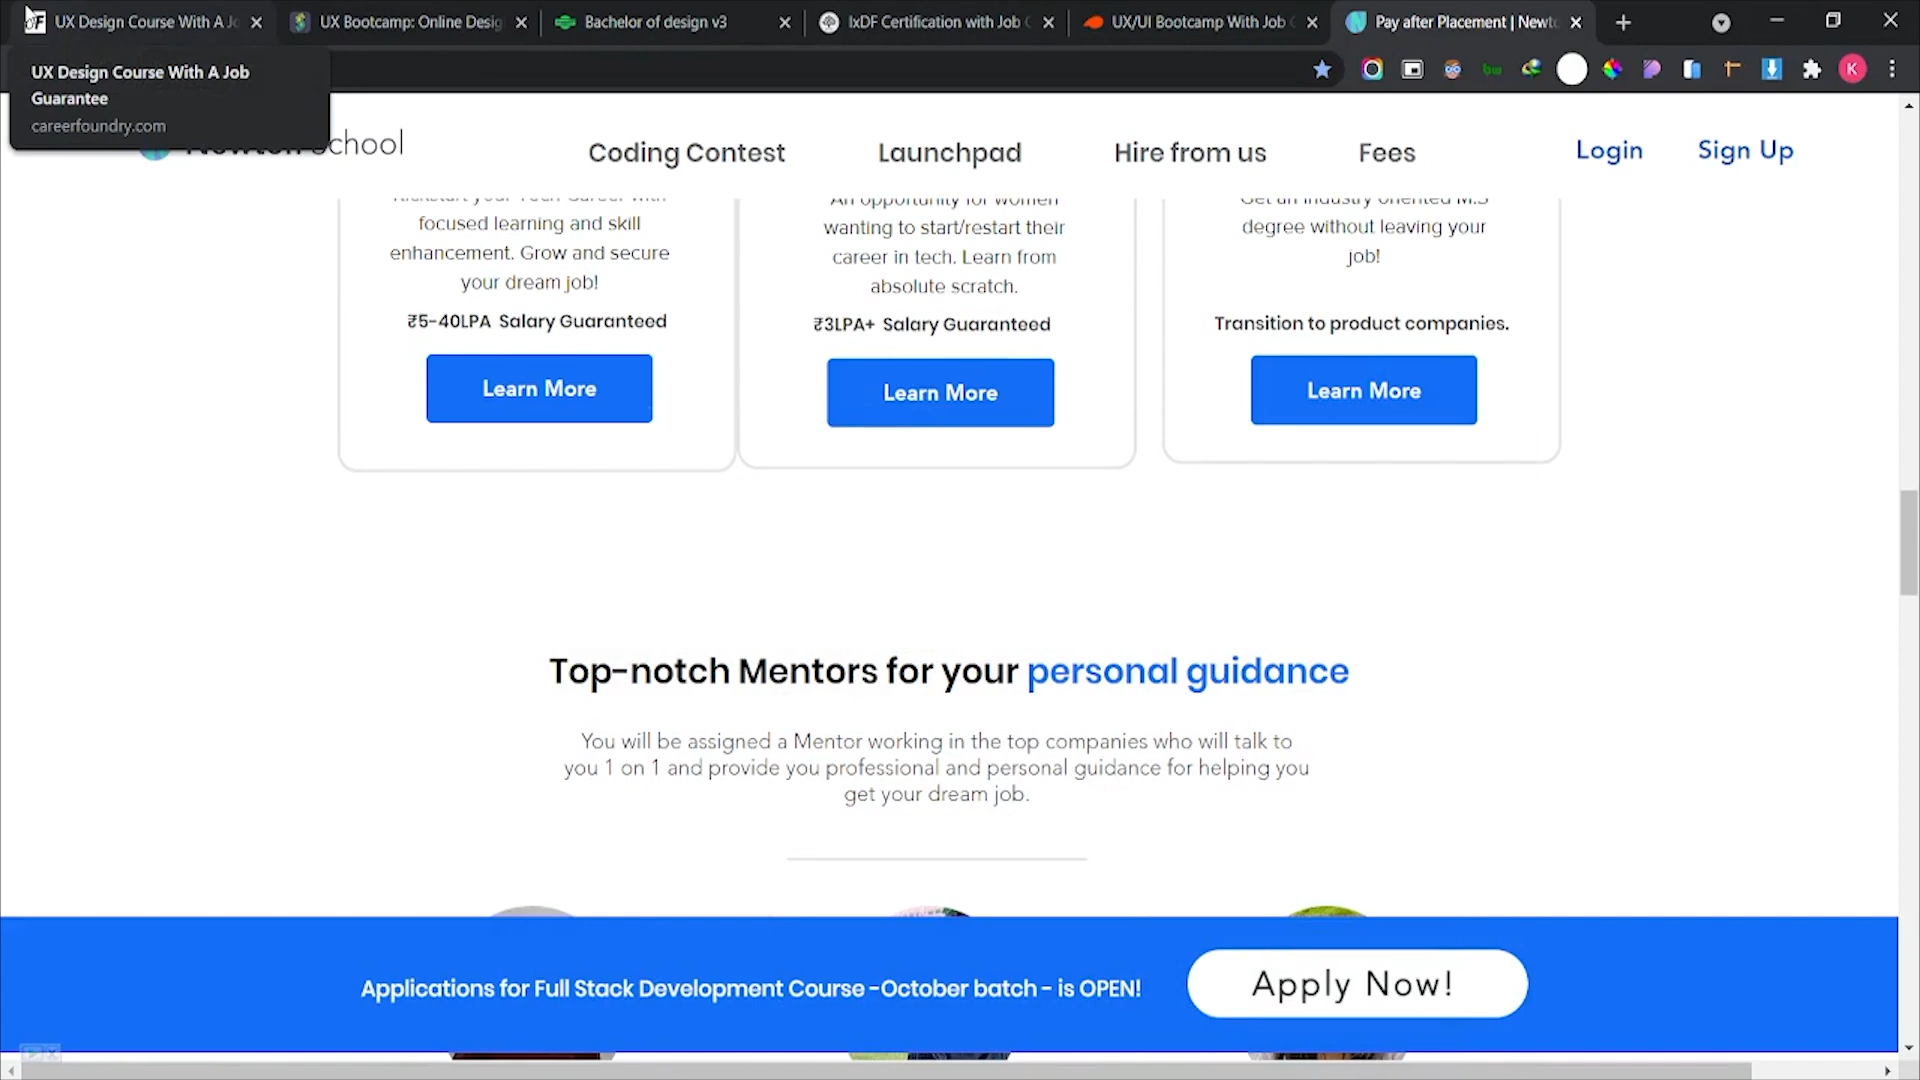 UX Design Course With A Jo
UX Bootcamp: Online Desig
Bachelor of design v3
IxDF Certification with Job G
UX/UI Bootcamp With Job G
Pay after Placement | Newto
UX Design Course With A Job
Guarantee
careerfoundry.com
K
Newton School
Coding Contest
Launchpad
Hire from us
Fees
Login
Sign Up
Kickstart your Tech Career with
focused learning and skill
enhancement. Grow and secure
your dream job!
₹5-40LPA Salary Guaranteed
Learn More
An opportunity for women
wanting to start/restart their
career in tech. Learn from
absolute scratch.
₹3LPA+ Salary Guaranteed
Learn More
Get an industry oriented M.S
degree without leaving your
job!
Transition to product companies.
Learn More
Top-notch Mentors for your personal guidance
You will be assigned a Mentor working in the top companies who will talk to
you 1 on 1 and provide you professional and personal guidance for helping you
get your dream job.
Applications for Full Stack Development Course -October batch - is OPEN!
Apply Now!